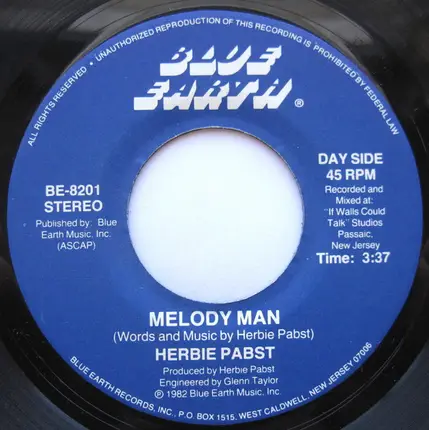 ALL RIGHTS RESERVED • UNAUTHORIZED REPRODUCTION OF THIS RECORDING IS PROHIBITED BY FEDERAL LAW
BLUE
EARTH®
BE-8201
STEREO
Published by: Blue
Earth Music, Inc.
(ASCAP)
DAY SIDE
45 RPM
Recorded and
Mixed at:
"If Walls Could
Talk" Studios
Passaic,
New Jersey
Time: 3:37
MELODY MAN
(Words and Music by Herbie Pabst)
HERBIE PABST
Produced by Herbie Pabst
Engineered by Glenn Taylor
℗ 1982 Blue Earth Music, Inc.
BLUE EARTH RECORDS, INC., P.O. BOX 1515, WEST CALDWELL, NEW JERSEY 07006